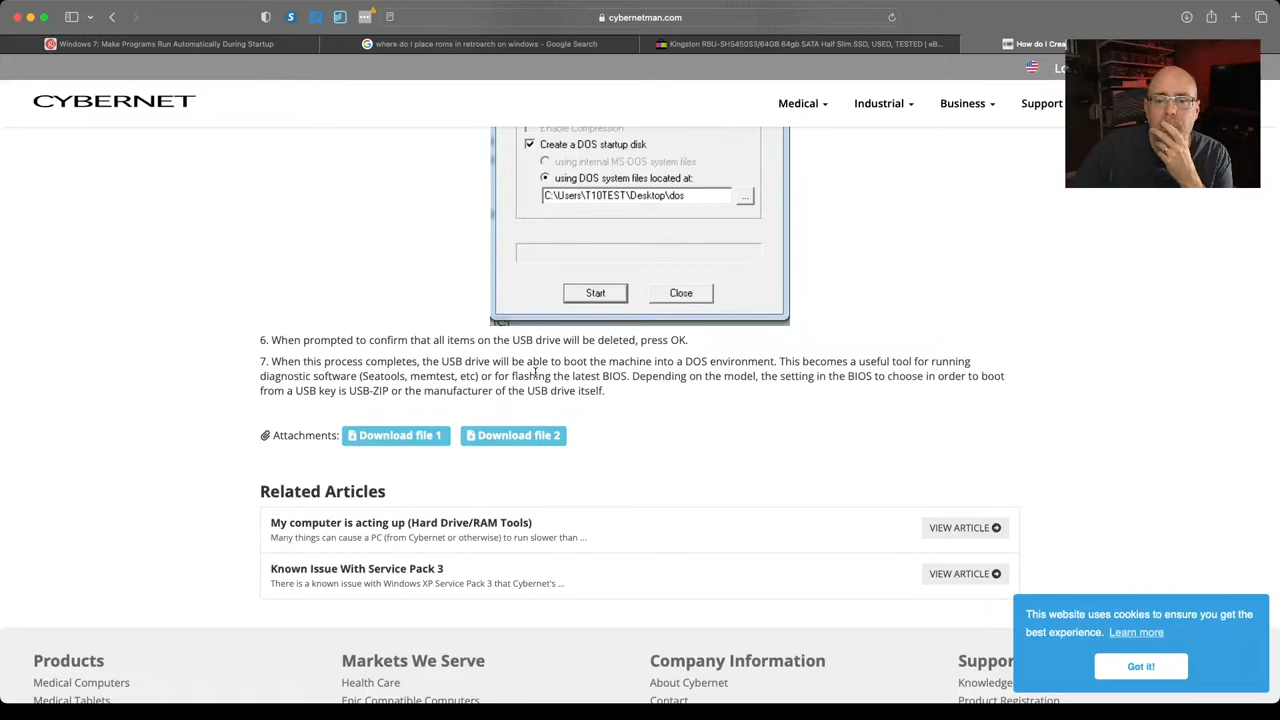 cybernetman.com
Windows 7: Make Programs Run Automatically During Startup
where do I place roms in retroarch on windows - Google Search
Kingston RBU-SHS450S3/64GB 64gb SATA Half Slim SSD, USED, TESTED | eB...
How do I Crea
CYBERNET
Medical
Industrial
Business
Support
Enable Compression
Create a DOS startup disk
using internal MS-DOS system files
using DOS system files located at:
C:\Users\T10TEST\Desktop\dos
...
Start
Close
6. When prompted to confirm that all items on the USB drive will be deleted, press OK.
7. When this process completes, the USB drive will be able to boot the machine into a DOS environment. This becomes a useful tool for running
diagnostic software (Seatools, memtest, etc) or for flashing the latest BIOS. Depending on the model, the setting in the BIOS to choose in order to boot
from a USB key is USB-ZIP or the manufacturer of the USB drive itself.
Attachments:
Download file 1
Download file 2
Related Articles
My computer is acting up (Hard Drive/RAM Tools)
Many things can cause a PC (from Cybernet or otherwise) to run slower than ...
VIEW ARTICLE
Known Issue With Service Pack 3
There is a known issue with Windows XP Service Pack 3 that Cybernet's ...
VIEW ARTICLE
This website uses cookies to ensure you get the
best experience. Learn more
Got it!
Products
Markets We Serve
Company Information
Suppor
Medical Computers
Health Care
About Cybernet
Knowledge
Medical Tablets
Epic Compatible Computers
Contact
Product Registration